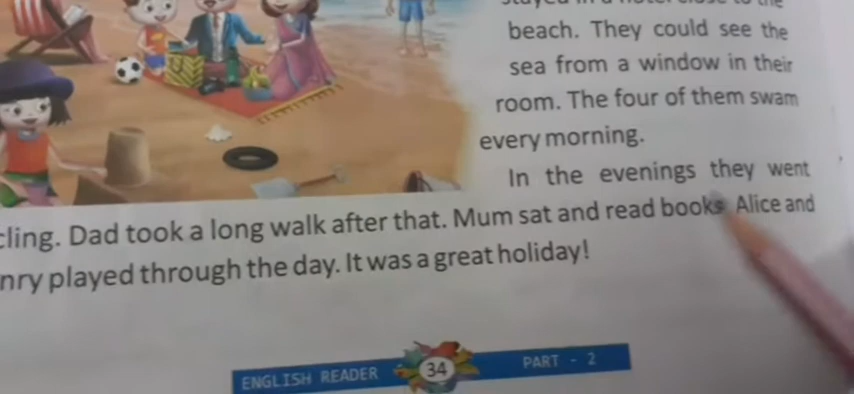 beach. They could see the
sea from a window in their
room. The four of them swam
every morning.
In the evenings they went
cling. Dad took a long walk after that. Mum sat and read books. Alice and
nry played through the day. It was a great holiday!
ENGLISH READER 34 PART - 2